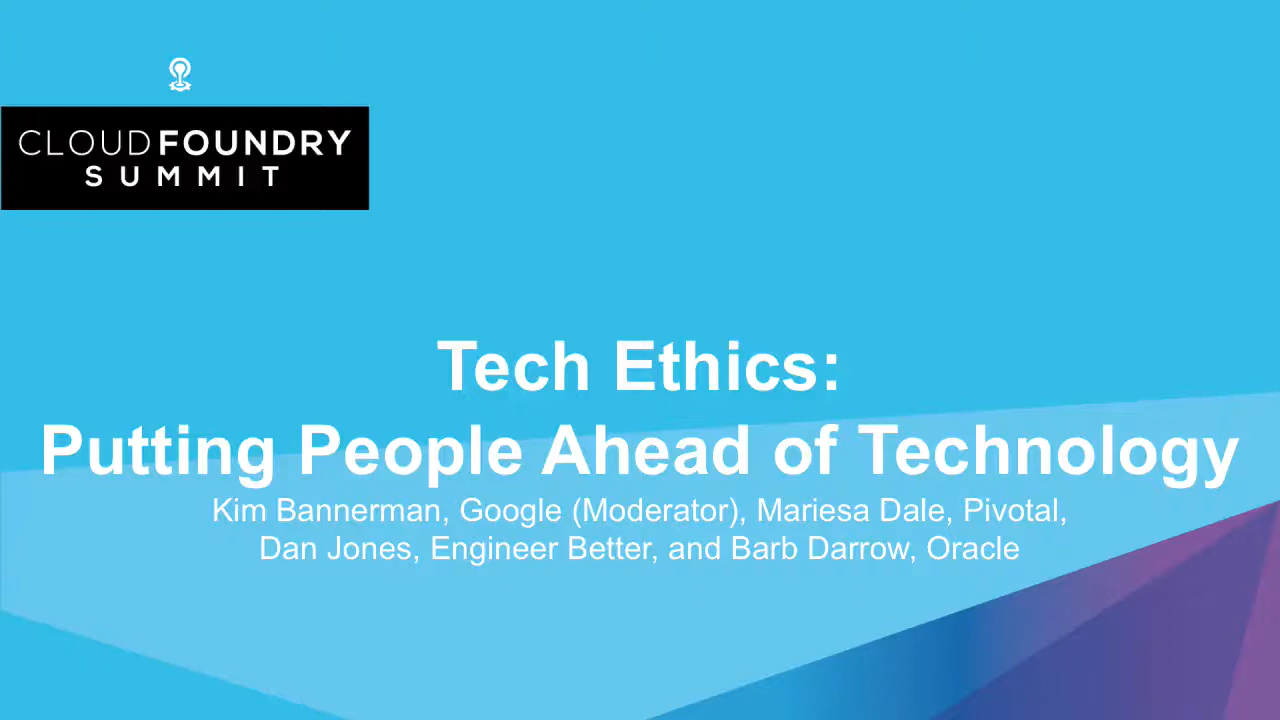 CLOUDFOUNDRY
SUMMIT
Tech Ethics:
Putting People Ahead of Technology
Kim Bannerman, Google (Moderator), Mariesa Dale, Pivotal,
Dan Jones, Engineer Better, and Barb Darrow, Oracle